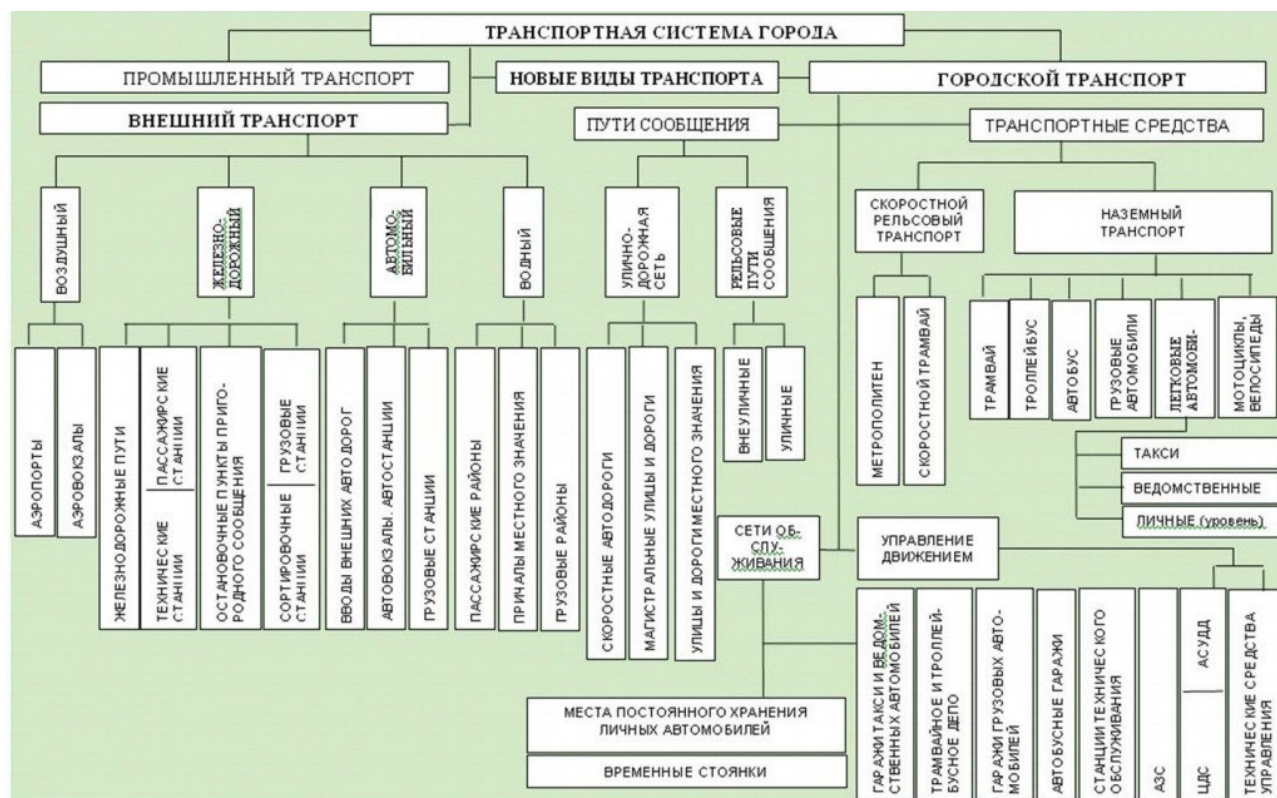 ТРАНСПОРТНАЯ СИСТЕМА ГОРОДА
ПРОМЫШЛЕННЫЙ ТРАНСПОРТ
НОВЫЕ ВИДЫ ТРАНСПОРТА
ГОРОДСКОЙ ТРАНСПОРТ
ВНЕШНИЙ ТРАНСПОРТ
ПУТИ СООБЩЕНИЯ
ТРАНСПОРТНЫЕ СРЕДСТВА
ВОЗДУШНЫЙ
ЖЕЛЕЗНО-
ДОРОЖНЫЙ
АВТОМО-
БИЛЬНЫЙ
ВОДНЫЙ
УЛИЧНО-
ДОРОЖНАЯ
СЕТЬ
РЕЛЬСОВЫЕ
ПУТИ
СООБЩЕНИЯ
СКОРОСТНОЙ
РЕЛЬСОВЫЙ
ТРАНСПОРТ
НАЗЕМНЫЙ
ТРАНСПОРТ
АЭРОПОРТЫ
АЭРОВОКЗАЛЫ
ЖЕЛЕЗНОДОРОЖНЫЕ ПУТИ
ПАССАЖИРСКИЕ
СТАНЦИИ
ТЕХНИЧЕСКИЕ
СТАНЦИИ
ОСТАНОВОЧНЫЕ ПУНКТЫ ПРИГО-
РОДНОГО СООБЩЕНИЯ
ГРУЗОВЫЕ
СТАНЦИИ
СОРТИРОВОЧНЫЕ
СТАНЦИИ
ВВОДЫ ВНЕШНИХ АВТОДОРОГ
АВТОВОКЗАЛЫ. АВТОСТАНЦИИ
ГРУЗОВЫЕ СТАНЦИИ
ПАССАЖИРСКИЕ РАЙОНЫ
ПРИЧАЛЫ МЕСТНОГО ЗНАЧЕНИЯ
ГРУЗОВЫЕ РАЙОНЫ
СКОРОСТНЫЕ АВТОДОРОГИ
МАГИСТРАЛЬНЫЕ УЛИЦЫ И ДОРОГИ
УЛИЦЫ И ДОРОГИ МЕСТНОГО ЗНАЧЕНИЯ
ВНЕУЛИЧНЫЕ
УЛИЧНЫЕ
МЕТРОПОЛИТЕН
СКОРОСТНОЙ ТРАМВАЙ
ТРАМВАЙ
ТРОЛЛЕЙБУС
АВТОБУС
ГРУЗОВЫЕ
АВТОМОБИЛИ
ЛЕГКОВЫЕ
АВТОМОБИ-
МОТОЦИКЛЫ,
ВЕЛОСИПЕДЫ
ТАКСИ
ВЕДОМСТВЕННЫЕ
ЛИЧНЫЕ (уровень)
СЕТИ ОБ-
СЛУ-
ЖИВАНИЯ
УПРАВЛЕНИЕ
ДВИЖЕНИЕМ
МЕСТА ПОСТОЯННОГО ХРАНЕНИЯ
ЛИЧНЫХ АВТОМОБИЛЕЙ
ВРЕМЕННЫЕ СТОЯНКИ
ГАРАЖИ ТАКСИ И ВЕДОМ-
СТВЕННЫХ АВТОМОБИЛЕЙ
ТРАМВАЙНОЕ И ТРОЛЛЕЙ-
БУСНОЕ ДЕПО
ГАРАЖИ ГРУЗОВЫХ АВТО-
МОБИЛЕЙ
АВТОБУСНЫЕ ГАРАЖИ
СТАНЦИИ ТЕХНИЧЕСКОГО
ОБСЛУЖИВАНИЯ
АЗС
АСУДД
ЦДС
ТЕХНИЧЕСКИЕ СРЕДСТВА
УПРАВЛЕНИЯ